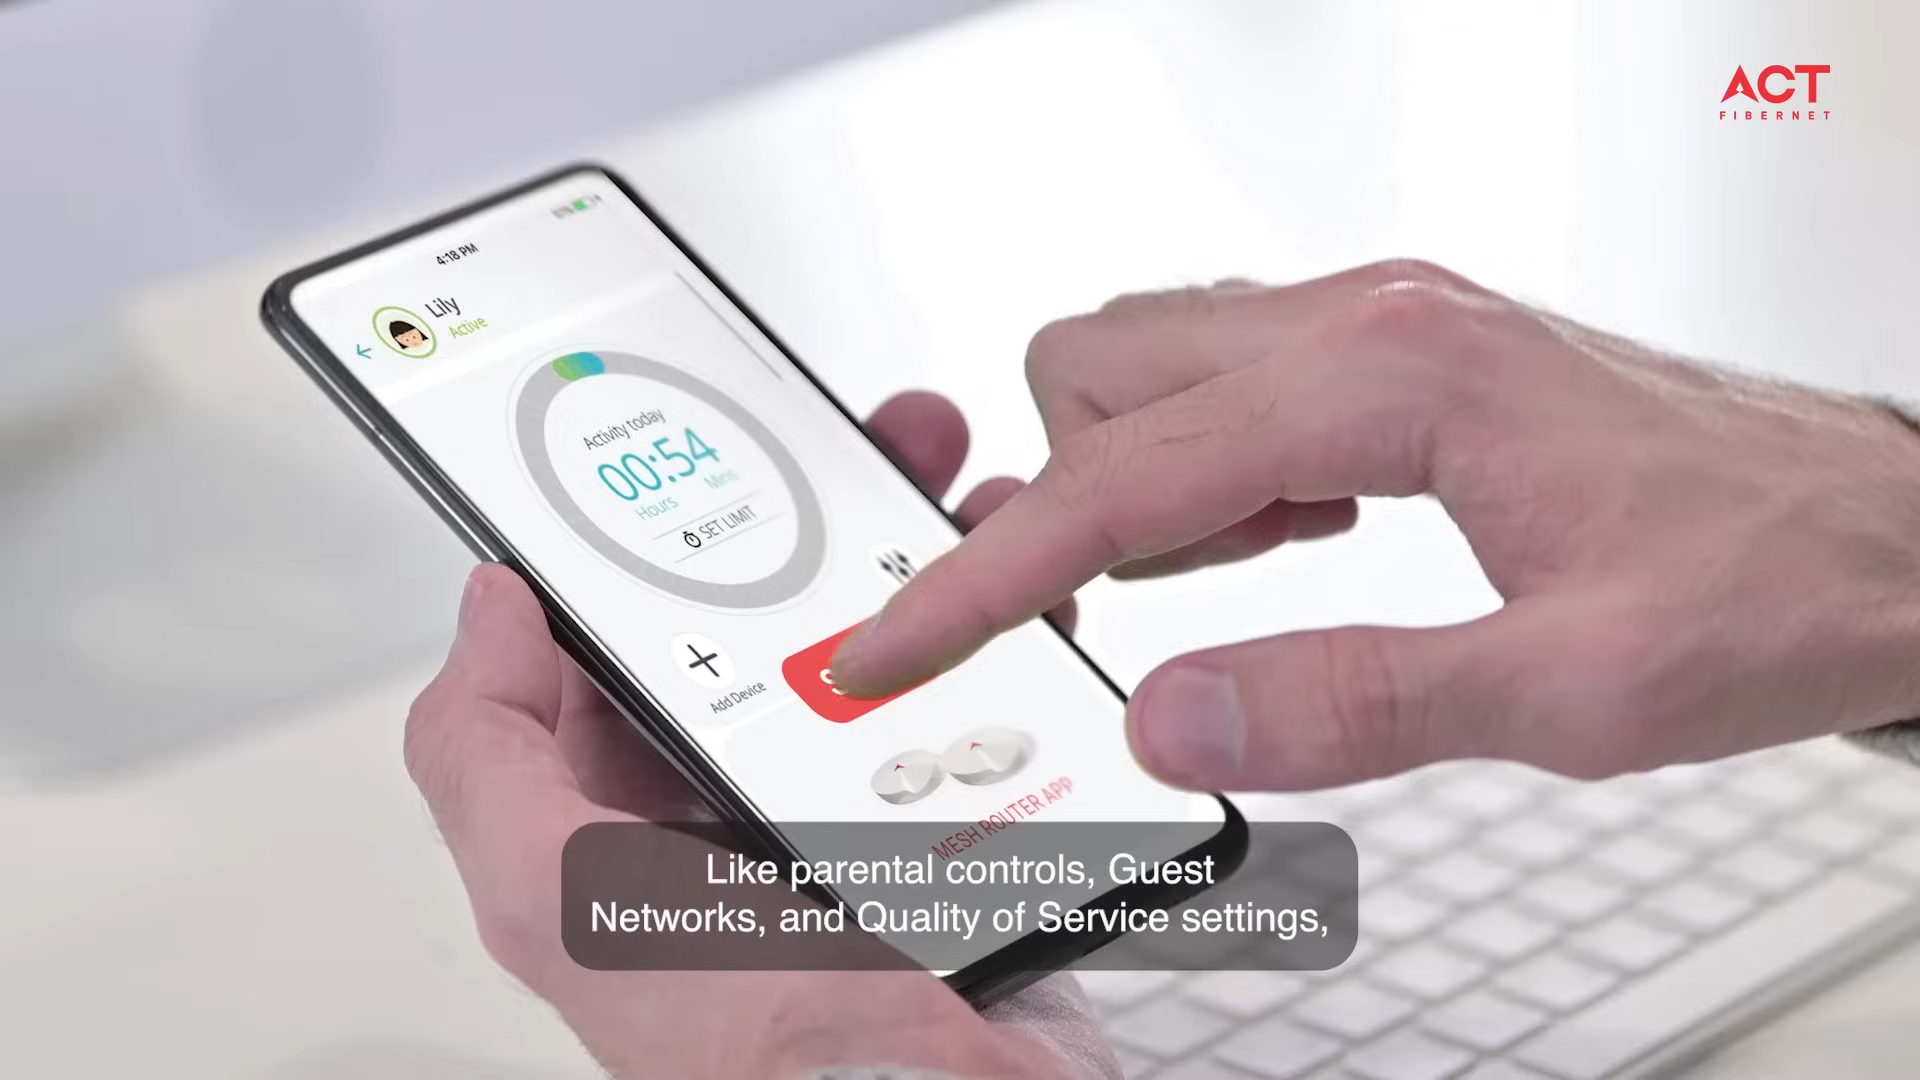 ACT
FIBERNET
4:18 PM
Lily
Active
Activity today
00:54
Hours Mins
SET LIMIT
Add Device
MESH ROUTER APP
Like parental controls, Guest
Networks, and Quality of Service settings,